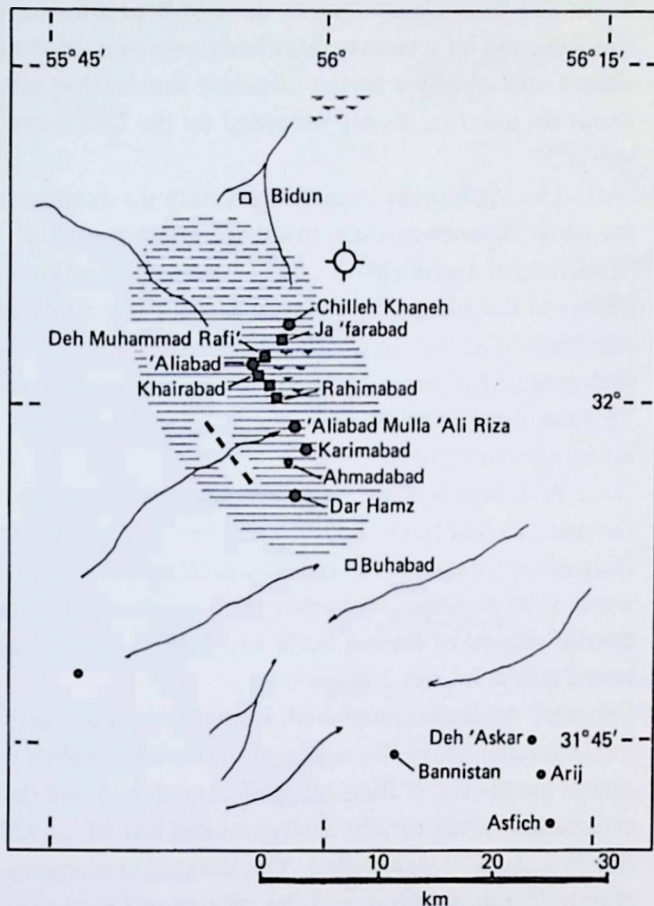 55°45'
56°
56°15'
Bidun
Chilleh Khaneh
Ja 'farabad
Deh Muhammad Rafi'
'Aliabad
Khairabad
Rahimabad
32°
'Aliabad Mulla 'Ali Riza
Karimabad
Ahmadabad
Dar Hamz
Buhabad
Deh 'Askar
31°45'
Bannistan
Arij
Asfich
0 10 20 30
km